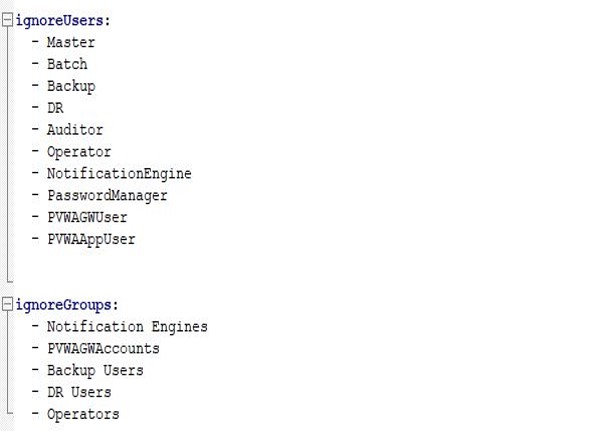 ignoreUsers:
- Master
- Batch
- Backup
- DR
- Auditor
- Operator
- NotificationEngine
- PasswordManager
- PVWAGWUser
- PVWAAppUser
ignoreGroups:
- Notification Engines
- PVWAGWAccounts
- Backup Users
- DR Users
- Operators